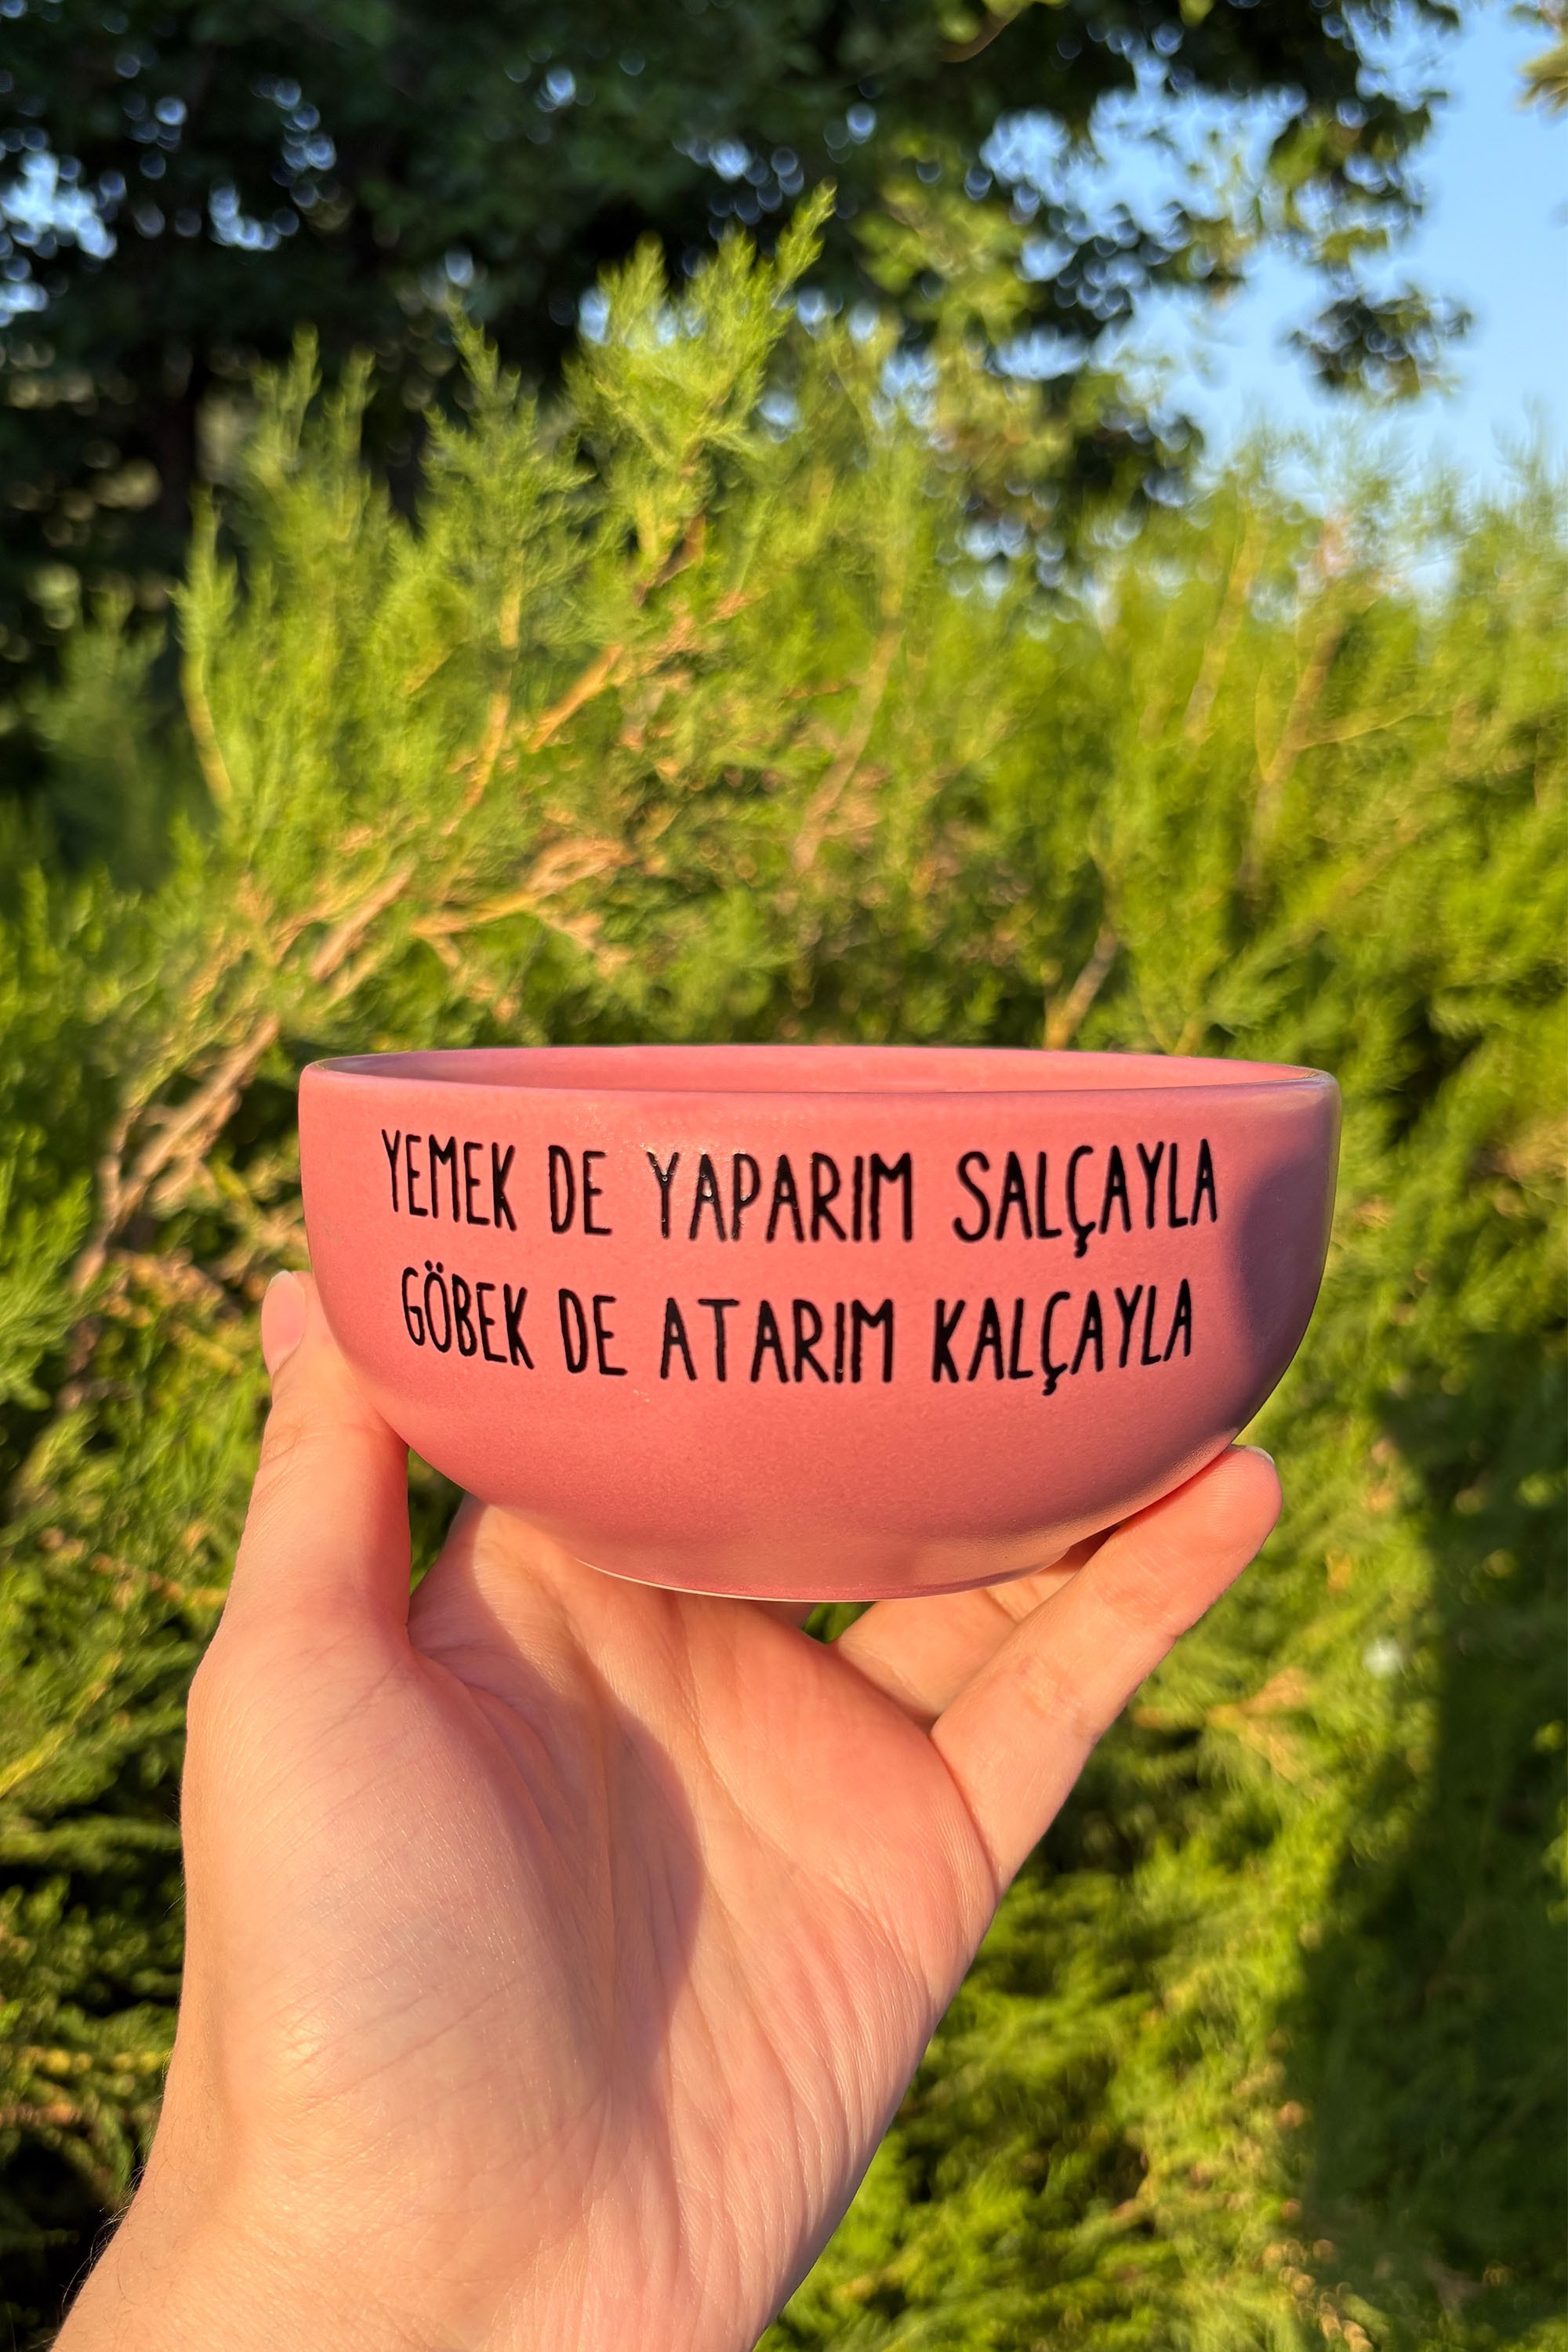 YEMEK DE YAPARIM SALÇAYLA
GÖBEK DE ATARIM KALÇAYLA